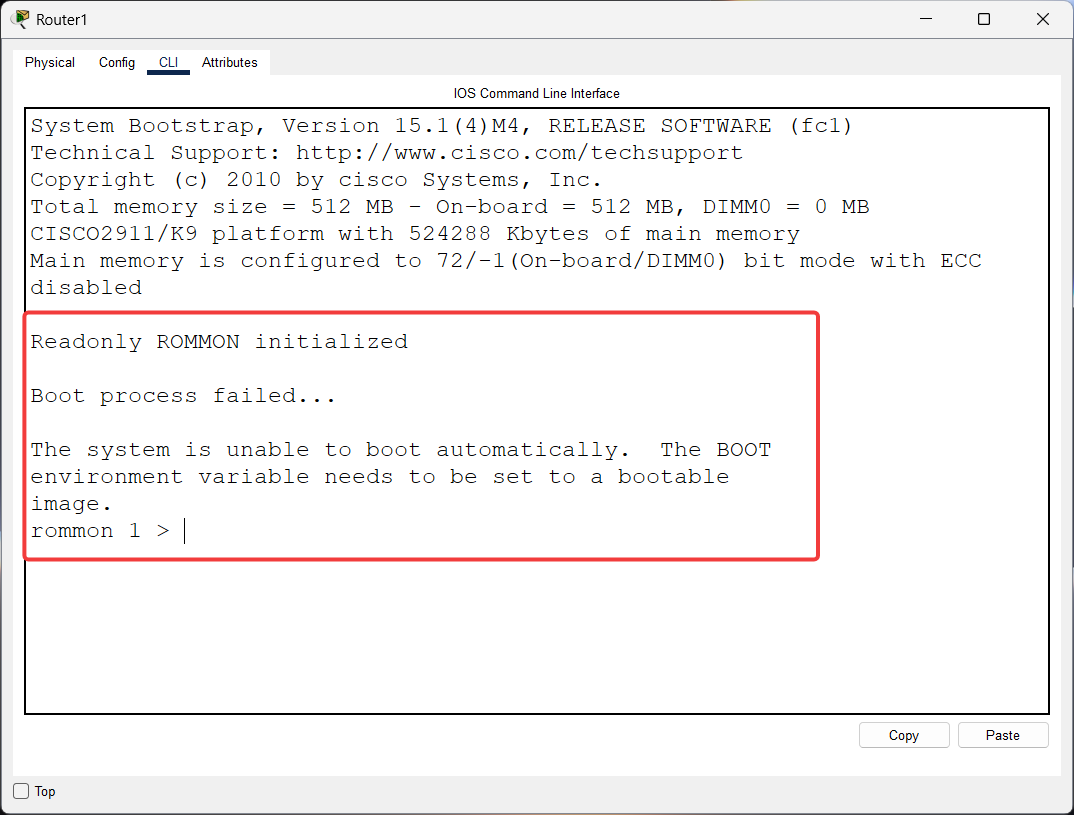 Router1
Physical Config CLI Attributes
IOS Command Line Interface
System Bootstrap, Version 15.1(4)M4, RELEASE SOFTWARE (fc1)
Technical Support: http://www.cisco.com/techsupport
Copyright (c) 2010 by cisco Systems, Inc.
Total memory size = 512 MB - On-board = 512 MB, DIMM0 = 0 MB
CISCO2911/K9 platform with 524288 Kbytes of main memory
Main memory is configured to 72/-1(On-board/DIMM0) bit mode with ECC
disabled
Readonly ROMMON initialized
Boot process failed...
The system is unable to boot automatically.  The BOOT
environment variable needs to be set to a bootable
image.
rommon 1 >
Copy Paste
Top